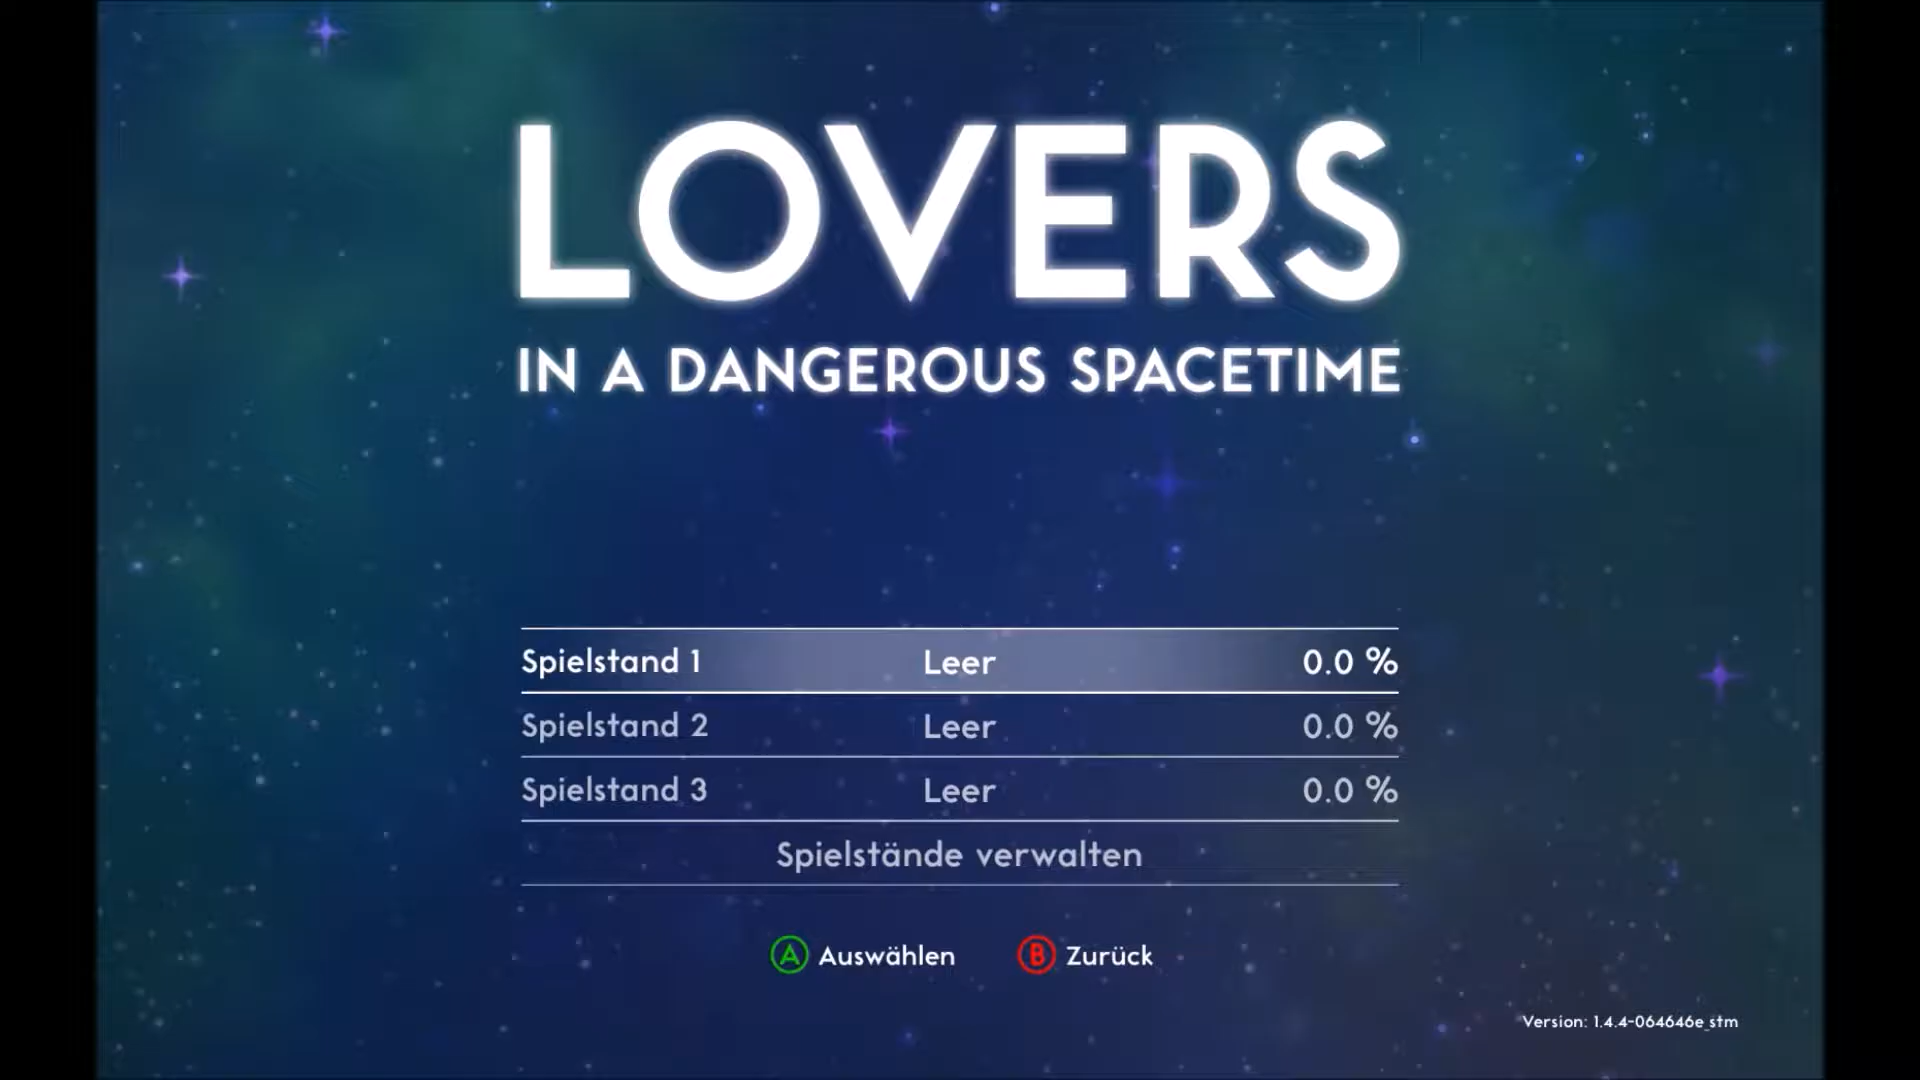 LOVERS
IN A DANGEROUS SPACETIME
Spielstand 1 Leer 0.0 %
Spielstand 2 Leer 0.0 %
Spielstand 3 Leer 0.0 %
Spielstände verwalten
A Auswählen B Zurück
Version: 1.4.4-064646e_stm